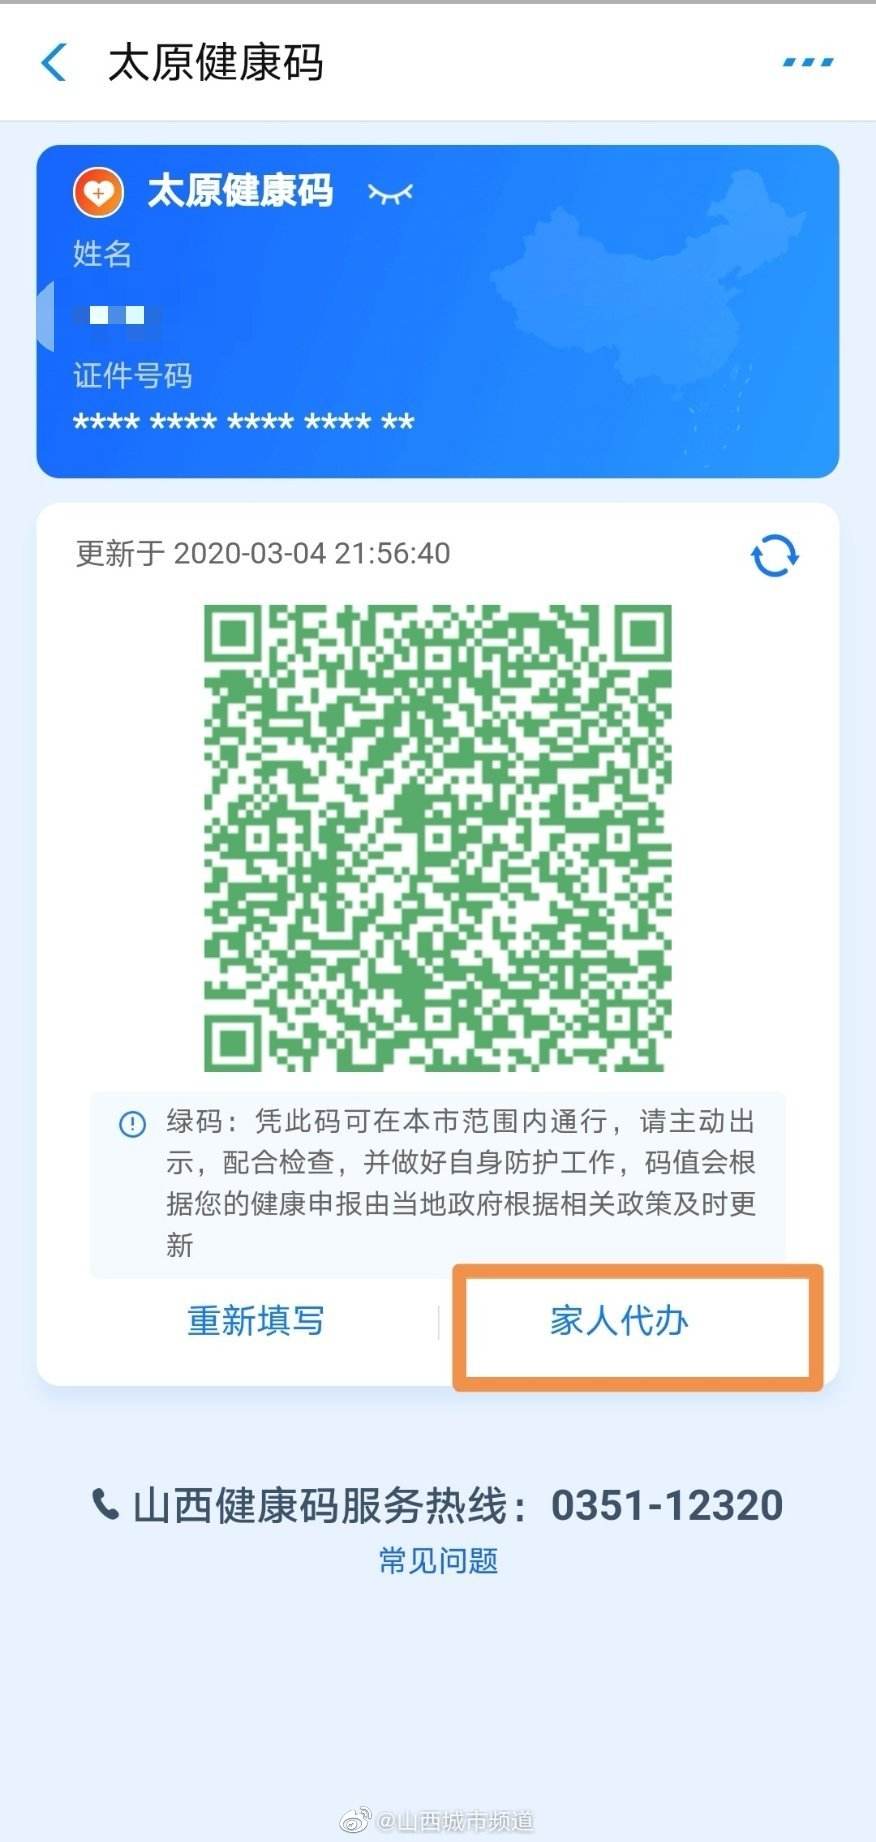 太原健康码
太原健康码
姓名
证件号码
**** **** **** **** **
更新于 2020-03-04 21:56:40
绿码：凭此码可在本市范围内通行，请主动出
示，配合检查，并做好自身防护工作，码值会根
据您的健康申报由当地政府根据相关政策及时更
新
重新填写
家人代办
山西健康码服务热线：0351-12320
常见问题
@山西城市频道